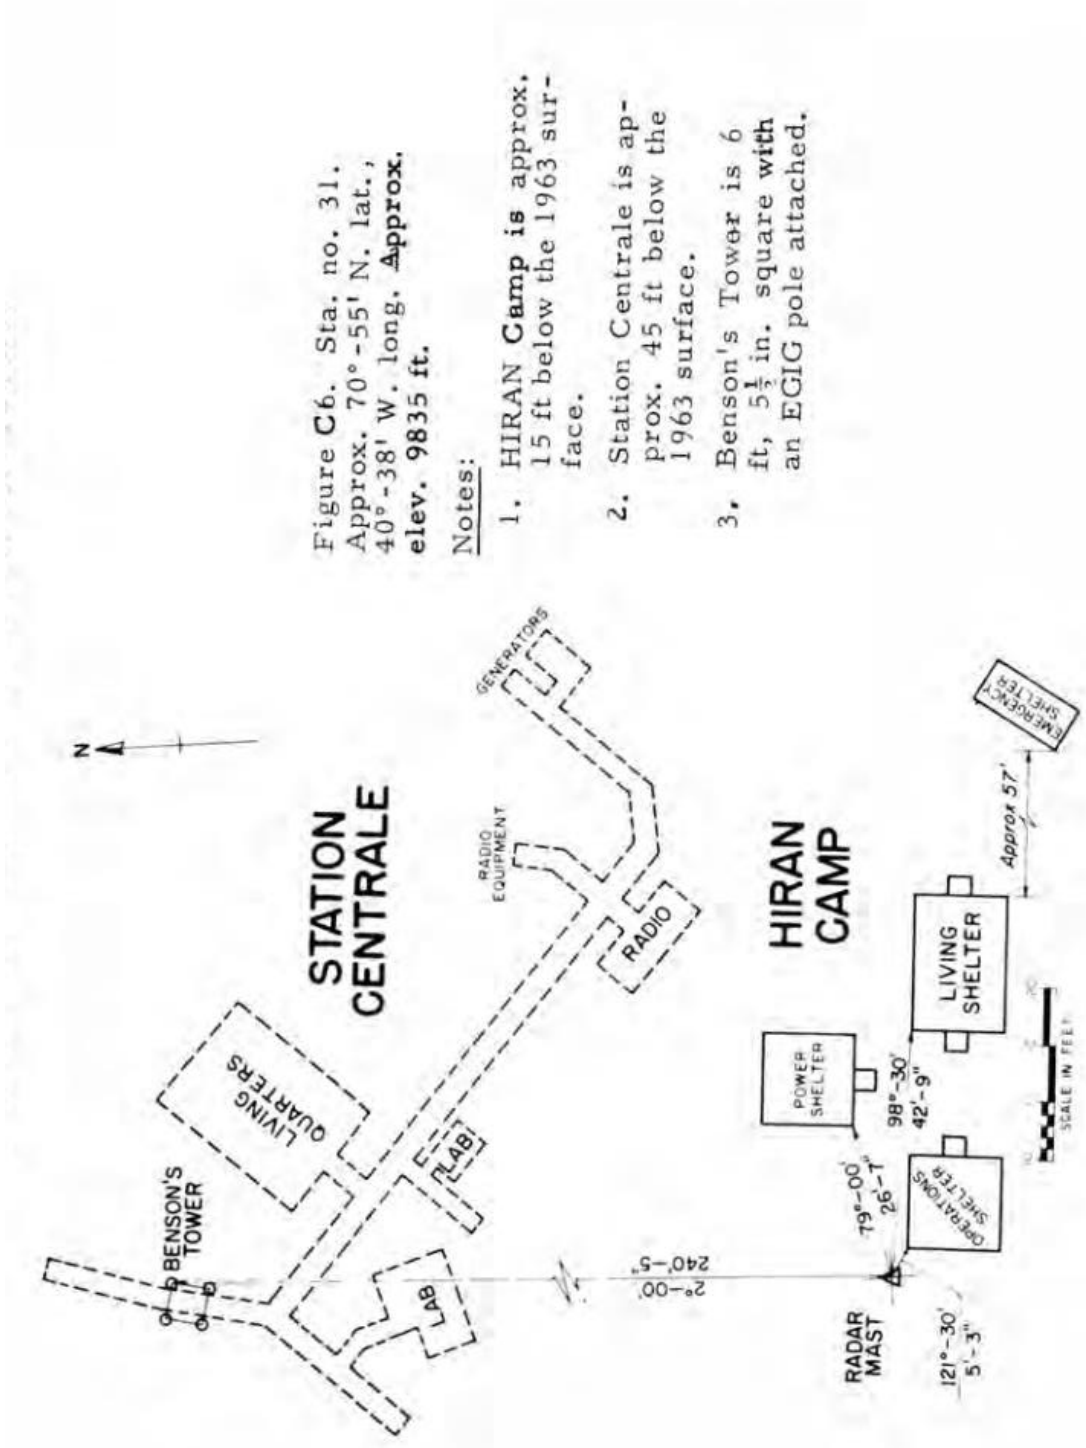 Figure C6. Sta. no. 31.
Approx. 70°-55' N. lat.,
40°-38' W. long. Approx.
elev. 9835 ft.
Notes:
1. HIRAN Camp is approx.
15 ft below the 1963 sur-
face.
2. Station Centrale is ap-
prox. 45 ft below the
1963 surface.
3. Benson's Tower is 6
ft, 5½ in. square with
an EGIG pole attached.
N
STATION
CENTRALE
BENSON'S
TOWER
LIVING
QUARTERS
LAB
LAB
RADIO
EQUIPMENT
GENERATORS
RADIO
HIRAN
CAMP
2°-00'
240'-5"
RADAR
MAST
121°-30'
5'-3"
79°-00'
26'-7"
98°-30'
42'-9"
POWER
SHELTER
OPERATIONS
SHELTER
LIVING
SHELTER
Approx 57'
EMERGENCY
SHELTER
SCALE IN FEET